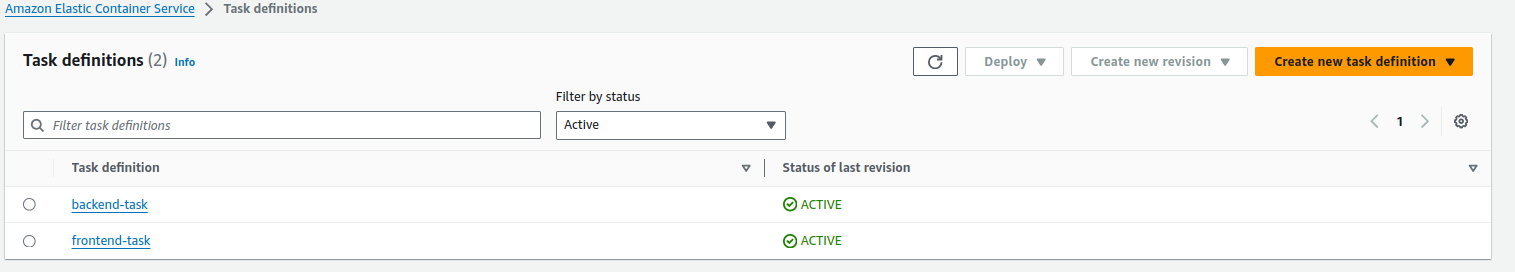 Amazon Elastic Container Service > Task definitions
Task definitions (2) Info
Deploy
Create new revision
Create new task definition
Filter by status
Filter task definitions
Active
1
Task definition
Status of last revision
backend-task
ACTIVE
frontend-task
ACTIVE